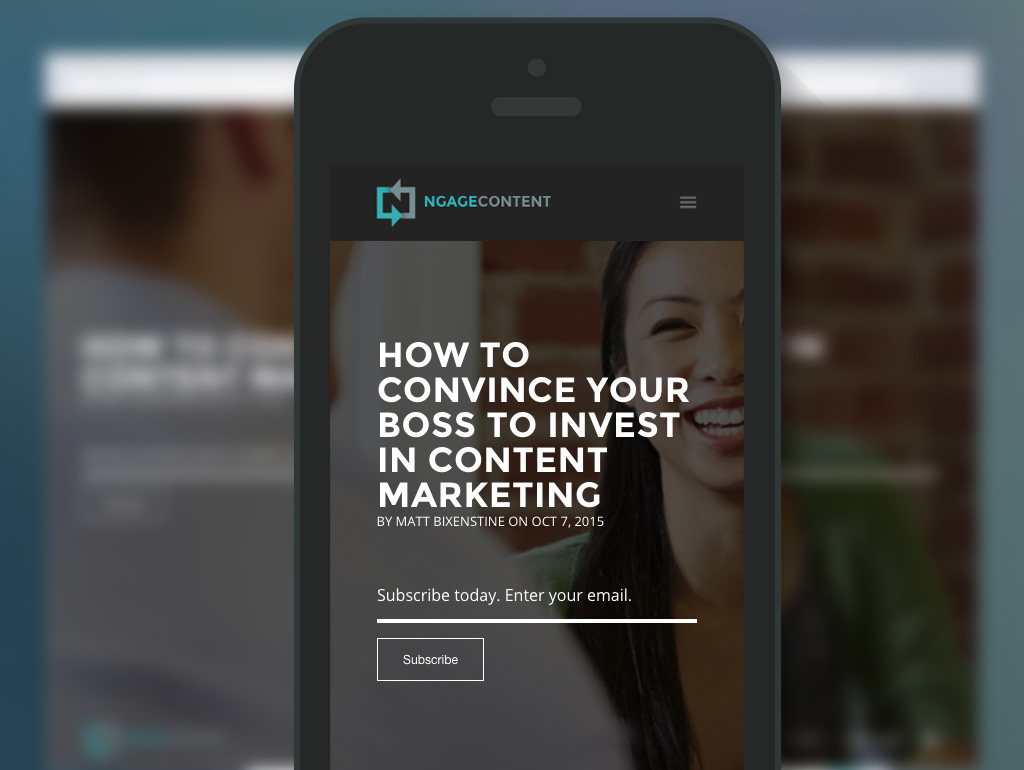 NGAGECONTENT
HOW TO
CONVINCE YOUR
BOSS TO INVEST
IN CONTENT
MARKETING
BY MATT BIXENSTINE ON OCT 7, 2015
Subscribe today. Enter your email.
Subscribe